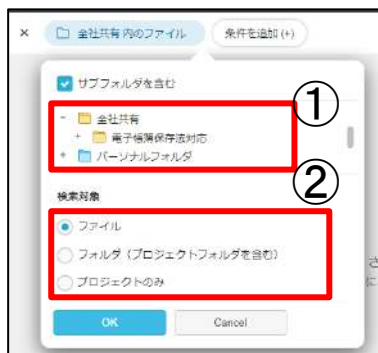 × 全社共有 内のファイル 条件を追加 (+)
サブフォルダを含む
①
- 全社共有
+ 電子帳簿保存法対応
+ パーソナルフォルダ
②
検索対象
ファイル
フォルダ（プロジェクトフォルダを含む）
プロジェクトのみ
さ
に
OK Cancel